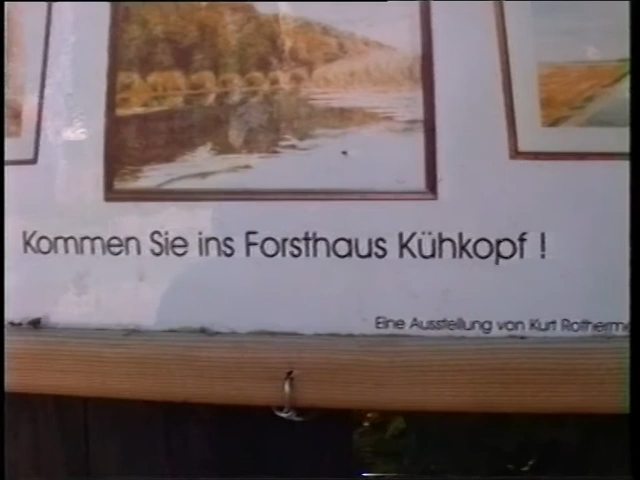 Kommen Sie ins Forsthaus Kühkopf !
Eine Ausstellung von Kurt